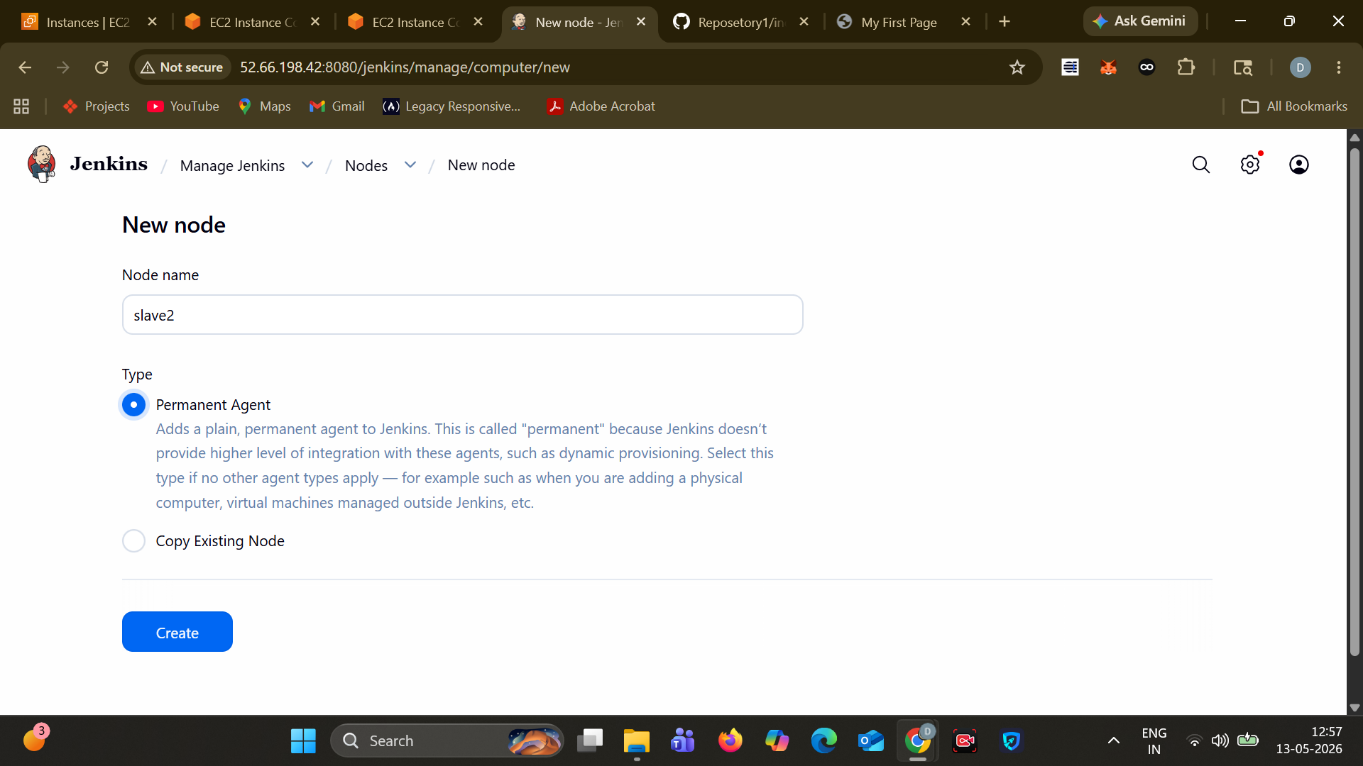 Instances | EC2
EC2 Instance Co
EC2 Instance Co
New node - Jen
Reposetory1/in
My First Page
Ask Gemini
Not secure
52.66.198.42:8080/jenkins/manage/computer/new
Projects
YouTube
Maps
Gmail
Legacy Responsive...
Adobe Acrobat
All Bookmarks
Jenkins / Manage Jenkins / Nodes / New node
New node
Node name
slave2
Type
Permanent Agent
Adds a plain, permanent agent to Jenkins. This is called "permanent" because Jenkins doesn't
provide higher level of integration with these agents, such as dynamic provisioning. Select this
type if no other agent types apply — for example such as when you are adding a physical
computer, virtual machines managed outside Jenkins, etc.
Copy Existing Node
Create
3
Search
D
ENG
IN
12:57
13-05-2026